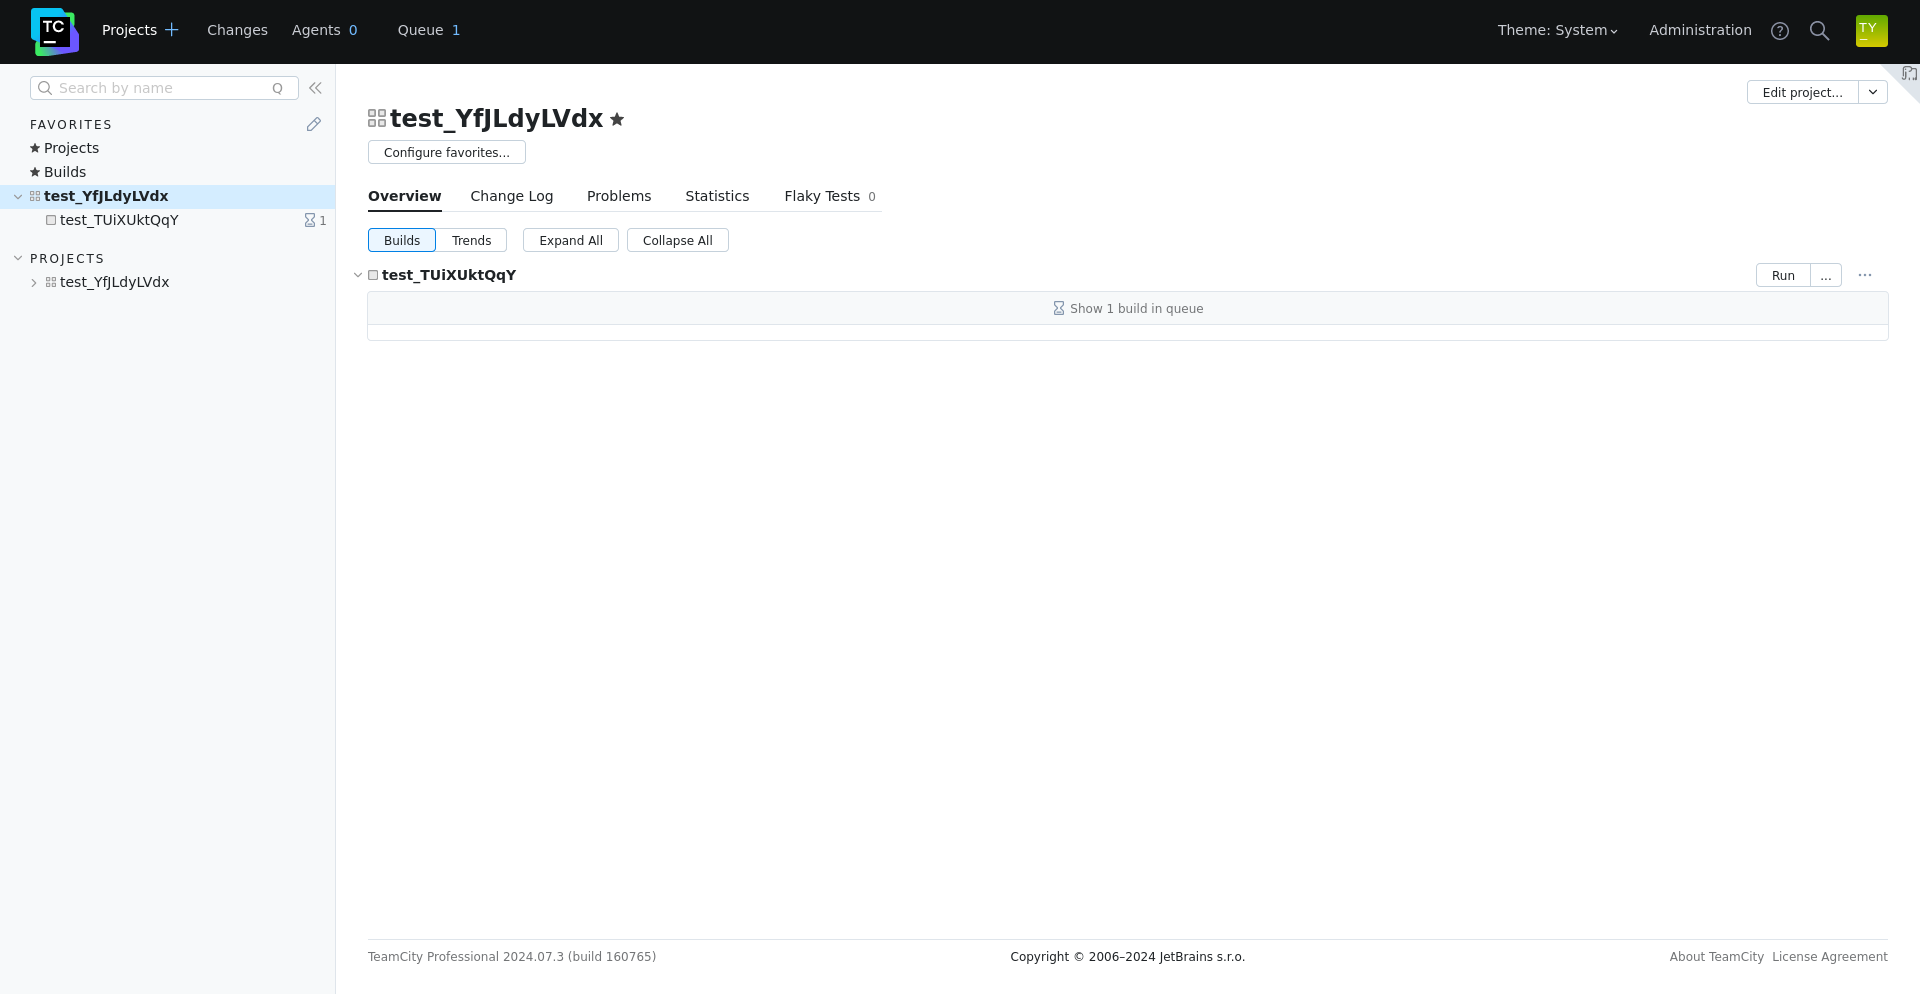 TC
Projects
Changes
Agents 0
Queue 1
Theme: System
Administration
TY
Search by name Q
FAVORITES
Projects
Builds
test_YfJLdyLVdx
test_TUiXUktQqY 1
PROJECTS
test_YfJLdyLVdx
Edit project...
test_YfJLdyLVdx
Configure favorites...
Overview Change Log Problems Statistics Flaky Tests 0
Builds Trends Expand All Collapse All
test_TUiXUktQqY Run ...
Show 1 build in queue
TeamCity Professional 2024.07.3 (build 160765)
Copyright © 2006–2024 JetBrains s.r.o.
About TeamCity License Agreement